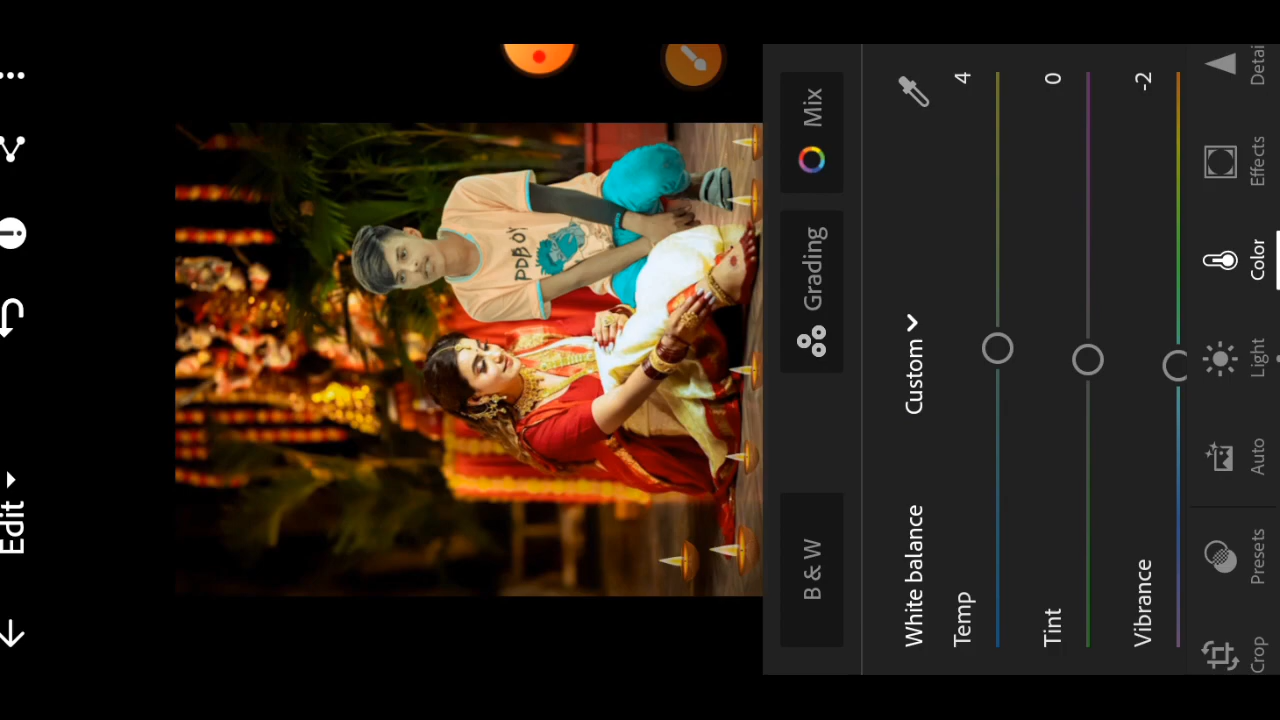 Edit
PDBOY
B & W
Grading
Mix
White balance
Custom
Temp
4
Tint
0
Vibrance
-2
Crop
Presets
Auto
Light
Color
Effects
Detai